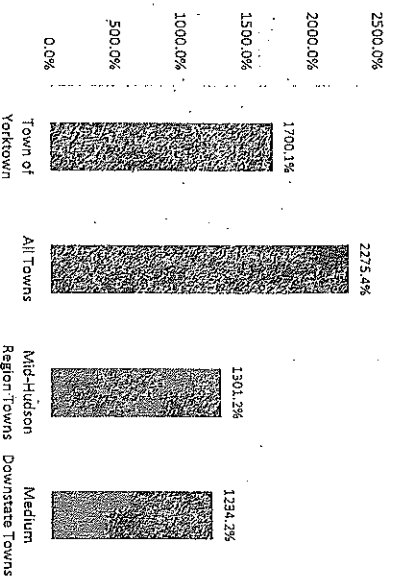 2500.0%
2000.0%
1500.0%
1000.0%
500.0%
0.0%
1700.1%
2275.4%
1301.2%
1234.2%
Town of
Yorktown
All Towns
Mid-Hudson
Region Towns
Medium
Downstate Towns